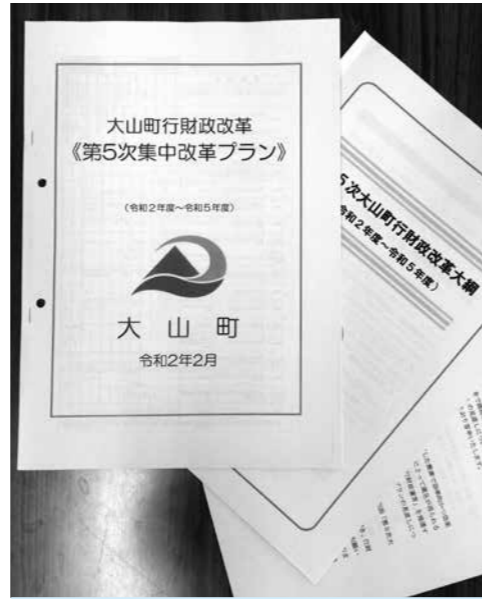 大山町行財政改革
《第5次集中改革プラン》
（令和2年度～令和5年度）
大山町
令和2年2月
5次大山町行財政改革大綱
令和2年度～令和5年度）